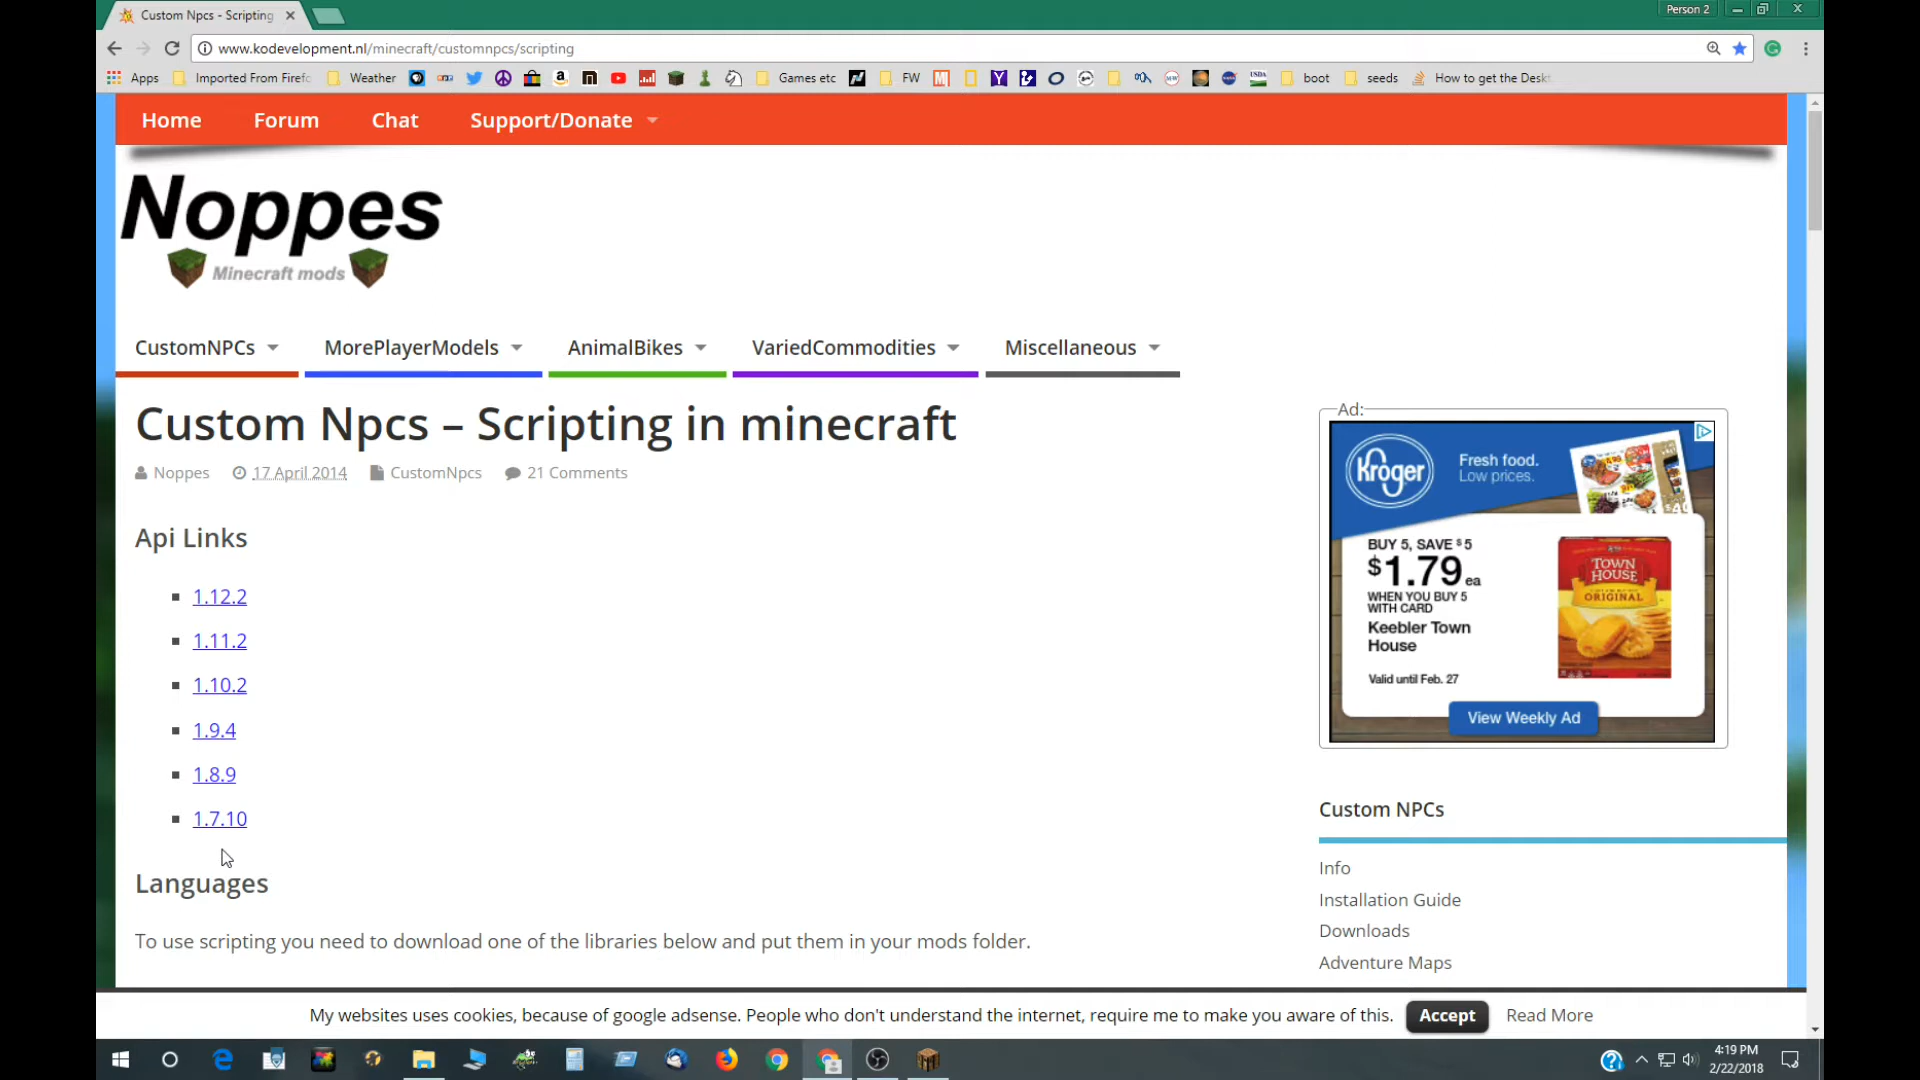 Custom Npcs - Scripting
Person 2
www.kodevelopment.nl/minecraft/customnpcs/scripting
Apps Imported From Firefo Weather Games etc FW boot seeds How to get the Desk
Home Forum Chat Support/Donate
Noppes
Minecraft mods
CustomNPCs MorePlayerModels AnimalBikes VariedCommodities Miscellaneous
Custom Npcs – Scripting in minecraft
Noppes 17 April 2014 CustomNpcs 21 Comments
Api Links
1.12.2
1.11.2
1.10.2
1.9.4
1.8.9
1.7.10
Languages
To use scripting you need to download one of the libraries below and put them in your mods folder.
Ad:
Kroger
Fresh food.
Low prices.
BUY 5, SAVE $5
$1.79 ea
WHEN YOU BUY 5
WITH CARD
Keebler Town
House
Valid until Feb. 27
TOWN
HOUSE
ORIGINAL
View Weekly Ad
Custom NPCs
Info
Installation Guide
Downloads
Adventure Maps
My websites uses cookies, because of google adsense. People who don't understand the internet, require me to make you aware of this. Accept Read More
4:19 PM
2/22/2018